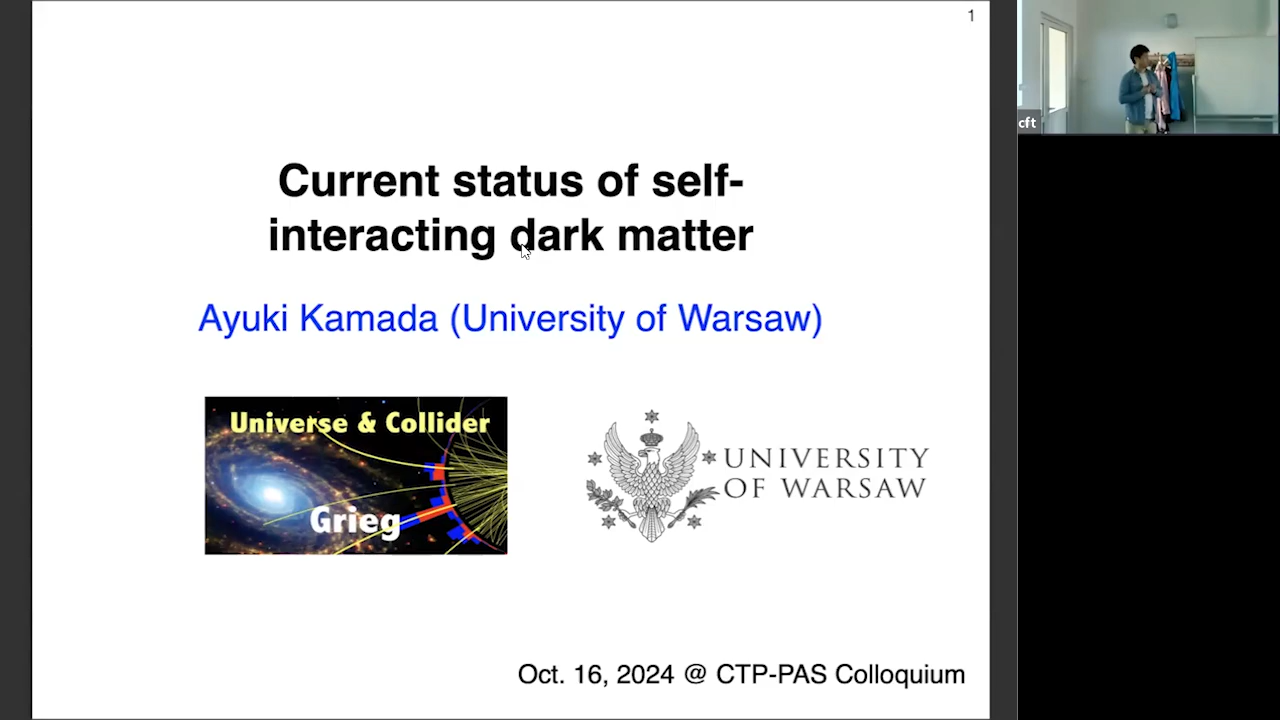 1
Current status of self-
interacting dark matter
Ayuki Kamada (University of Warsaw)
Universe & Collider
Grieg
UNIVERSITY
OF WARSAW
Oct. 16, 2024 @ CTP-PAS Colloquium
cft